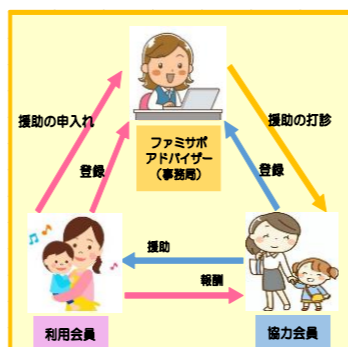 援助の申入れ
援助の打診
ファミサポ
アドバイザー
（事務局）
登録
登録
援助
報酬
利用会員
協力会員